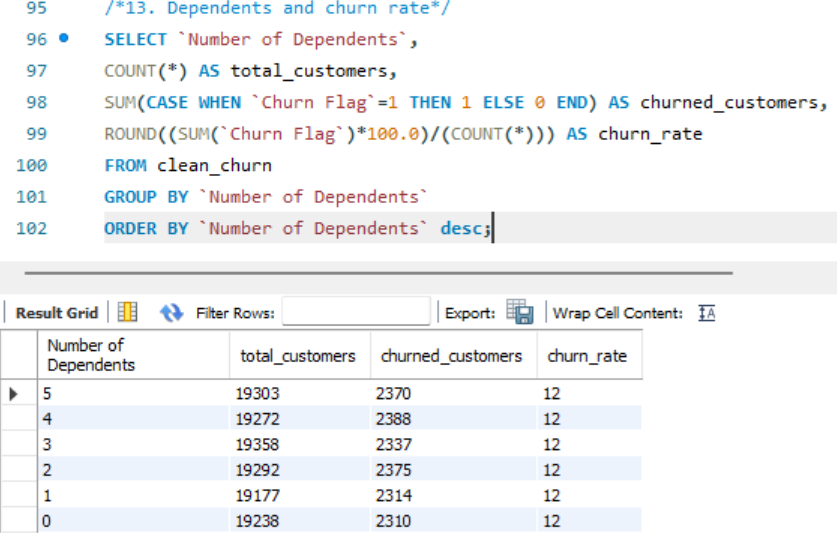 95 /*13. Dependents and churn rate*/
96 SELECT `Number of Dependents`,
97 COUNT(*) AS total_customers,
98 SUM(CASE WHEN `Churn Flag`=1 THEN 1 ELSE 0 END) AS churned_customers,
99 ROUND((SUM(`Churn Flag`)*100.0)/(COUNT(*))) AS churn_rate
100 FROM clean_churn
101 GROUP BY `Number of Dependents`
102 ORDER BY `Number of Dependents` desc;
Result Grid Filter Rows: Export: Wrap Cell Content: IA
Number of Dependents total_customers churned_customers churn_rate
5 19303 2370 12
4 19272 2388 12
3 19358 2337 12
2 19292 2375 12
1 19177 2314 12
0 19238 2310 12